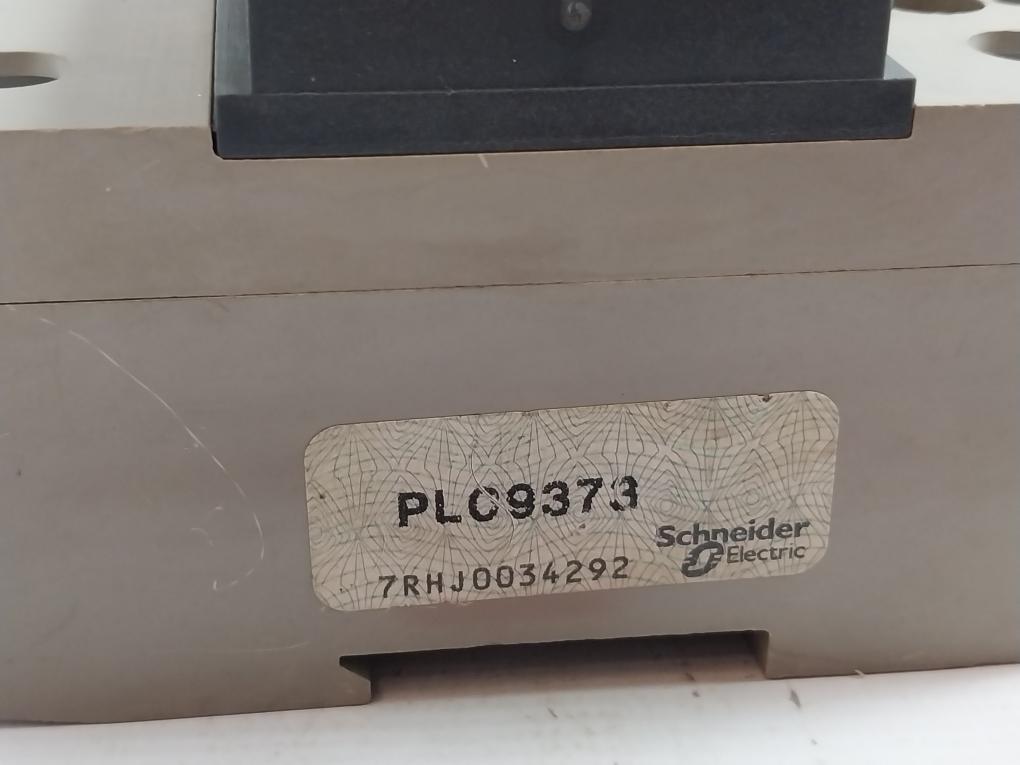 PLC9373
Schneider
Electric
7RHJ0034292